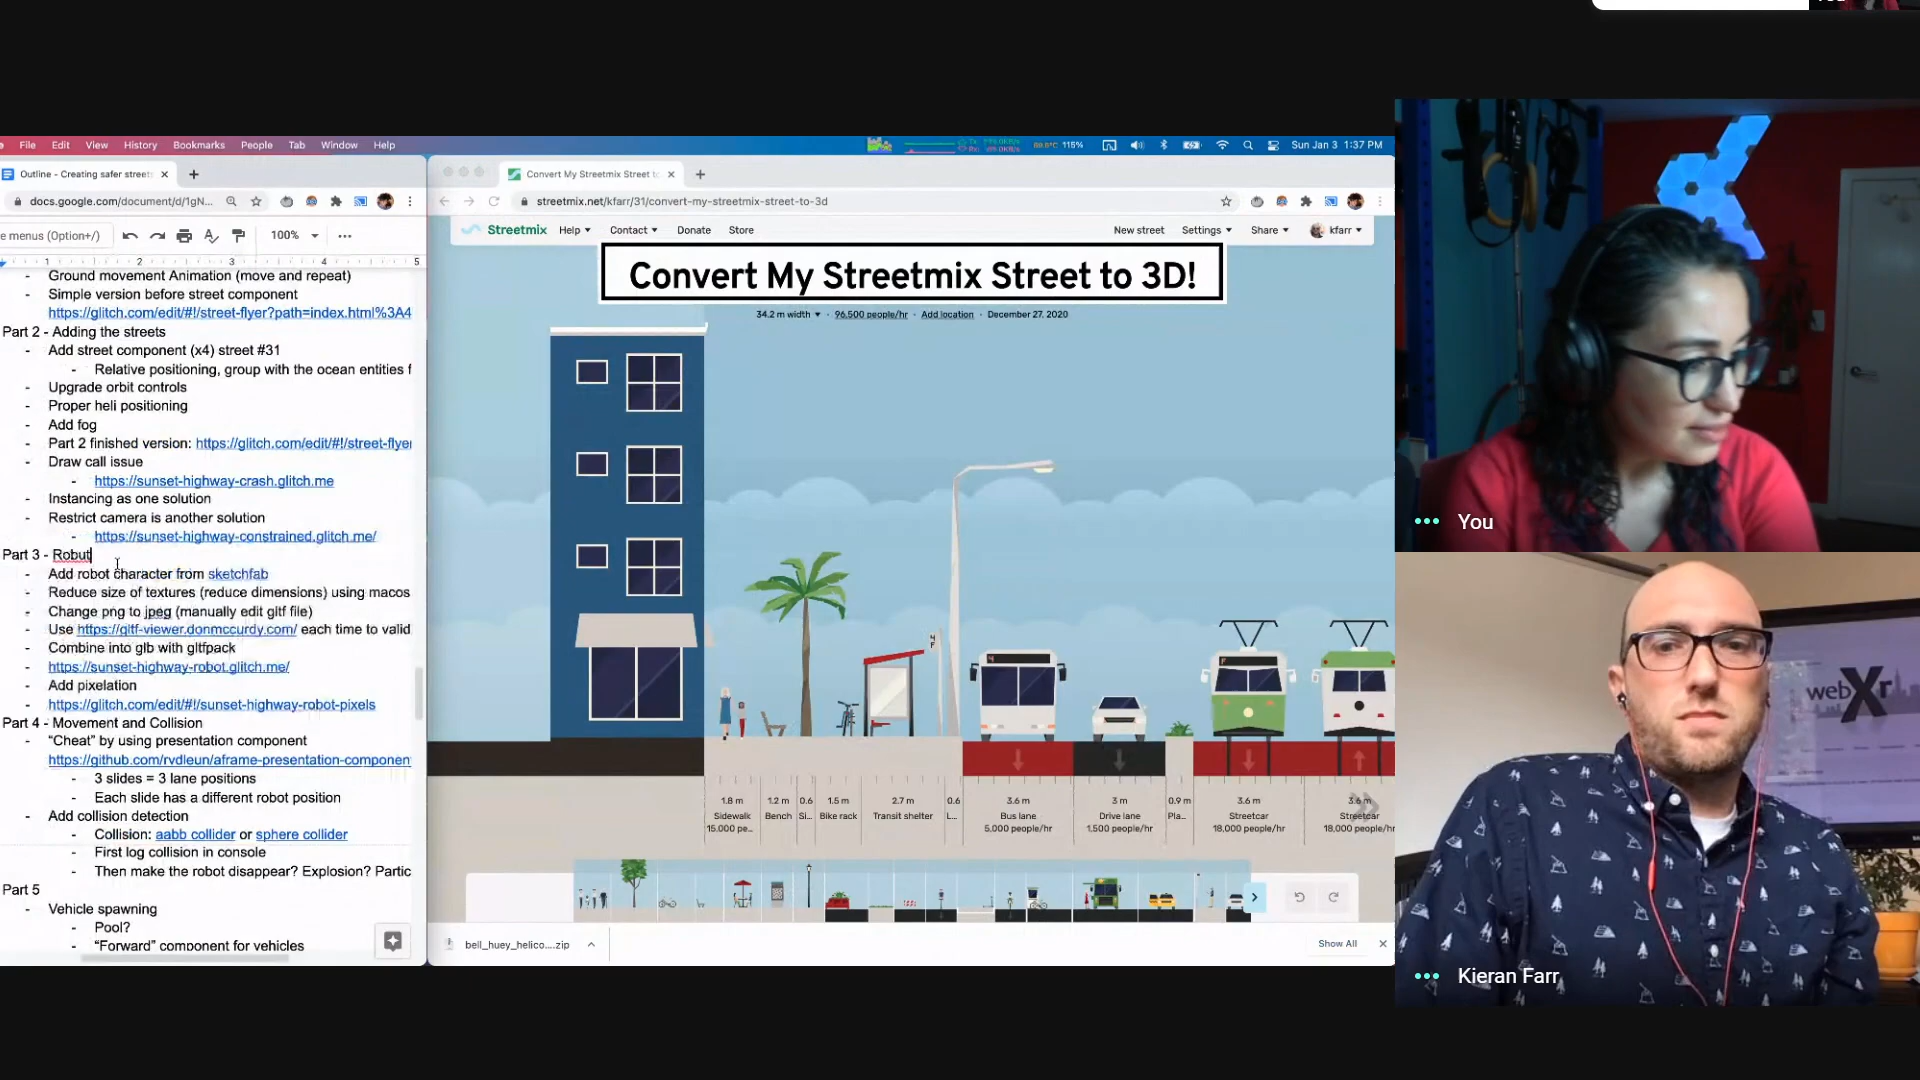 File Edit View History Bookmarks People Tab Window Help
115% Sun Jan 3 1:37 PM
Outline - Creating safer street
docs.google.com/document/d/1gN...
e menus (Option+/) 100%
1 2 3 4 5
- Ground movement Animation (move and repeat)
- Simple version before street component
https://glitch.com/edit/#!/street-flyer?path=index.html%3A4
Part 2 - Adding the streets
- Add street component (x4) street #31
- Relative positioning, group with the ocean entities f
- Upgrade orbit controls
- Proper heli positioning
- Add fog
- Part 2 finished version: https://glitch.com/edit/#!/street-flyer
- Draw call issue
- https://sunset-highway-crash.glitch.me
- Instancing as one solution
- Restrict camera is another solution
- https://sunset-highway-constrained.glitch.me/
Part 3 - Robut
- Add robot character from sketchfab
- Reduce size of textures (reduce dimensions) using macos
- Change png to jpeg (manually edit gltf file)
- Use https://gltf-viewer.donmccurdy.com/ each time to valid
- Combine into glb with gltfpack
- https://sunset-highway-robot.glitch.me/
- Add pixelation
- https://glitch.com/edit/#!/sunset-highway-robot-pixels
Part 4 - Movement and Collision
- “Cheat” by using presentation component
https://github.com/rvdleun/aframe-presentation-component
- 3 slides = 3 lane positions
- Each slide has a different robot position
- Add collision detection
- Collision: aabb collider or sphere collider
- First log collision in console
- Then make the robot disappear? Explosion? Partic
Part 5
- Vehicle spawning
- Pool?
- “Forward” component for vehicles
Convert My Streetmix Street to
streetmix.net/kfarr/31/convert-my-streetmix-street-to-3d
Streetmix Help Contact Donate Store New street Settings Share kfarr
Convert My Streetmix Street to 3D!
34.2 m width · 96,500 people/hr · Add location · December 27, 2020
1.8 m 1.2 m 0.6 1.5 m 2.7 m 0.6 3.6 m 3 m 0.9 m 3.6 m 3.6 m
Sidewalk Bench Si... Bike rack Transit shelter L... Bus lane Drive lane Pla... Streetcar Streetcar
15,000 pe... 5,000 people/hr 1,500 people/hr 18,000 people/hr 18,000 people/hr
bell_huey_helico....zip Show All
You
webXr
Kieran Farr